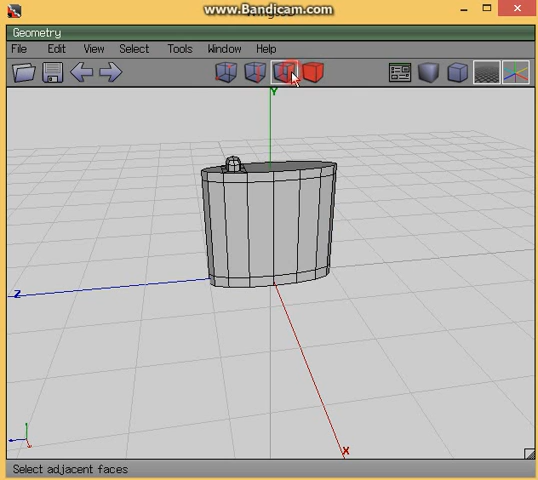 www.Bandicam.com
Geometry
File Edit View Select Tools Window Help
Y
Z
X
Select adjacent faces